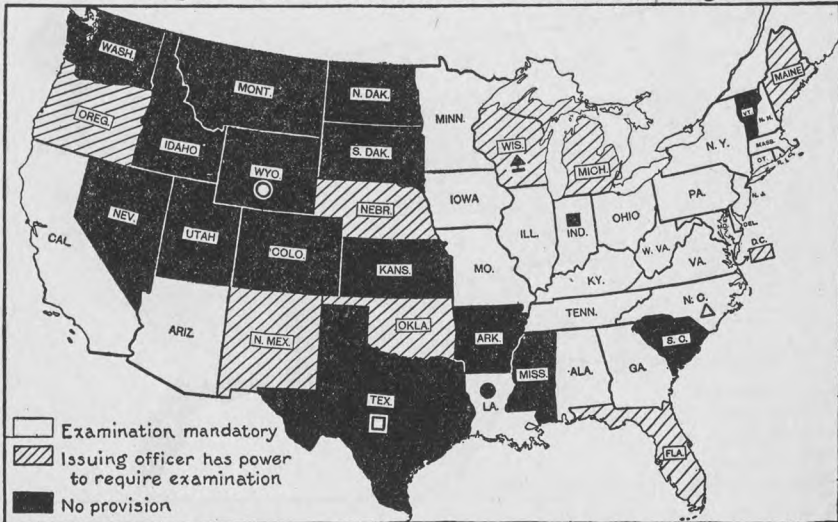 WASH.
MONT.
N. DAK.
MINN.
MAINE
OREG.
IDAHO
S. DAK.
WIS.
MICH.
VT.
N. H.
N. Y.
MASS.
CT.
R. I.
WYO
NEBR.
IOWA
PA.
N. J.
NEV.
UTAH
COLO.
ILL.
IND.
OHIO
DEL.
D.C.
CAL.
KANS.
MO.
W. VA.
VA.
KY.
ARIZ.
N. MEX.
OKLA.
ARK.
TENN.
N. C.
S. C.
TEX.
LA.
MISS.
ALA.
GA.
FLA.
Examination mandatory
Issuing officer has power
to require examination
No provision